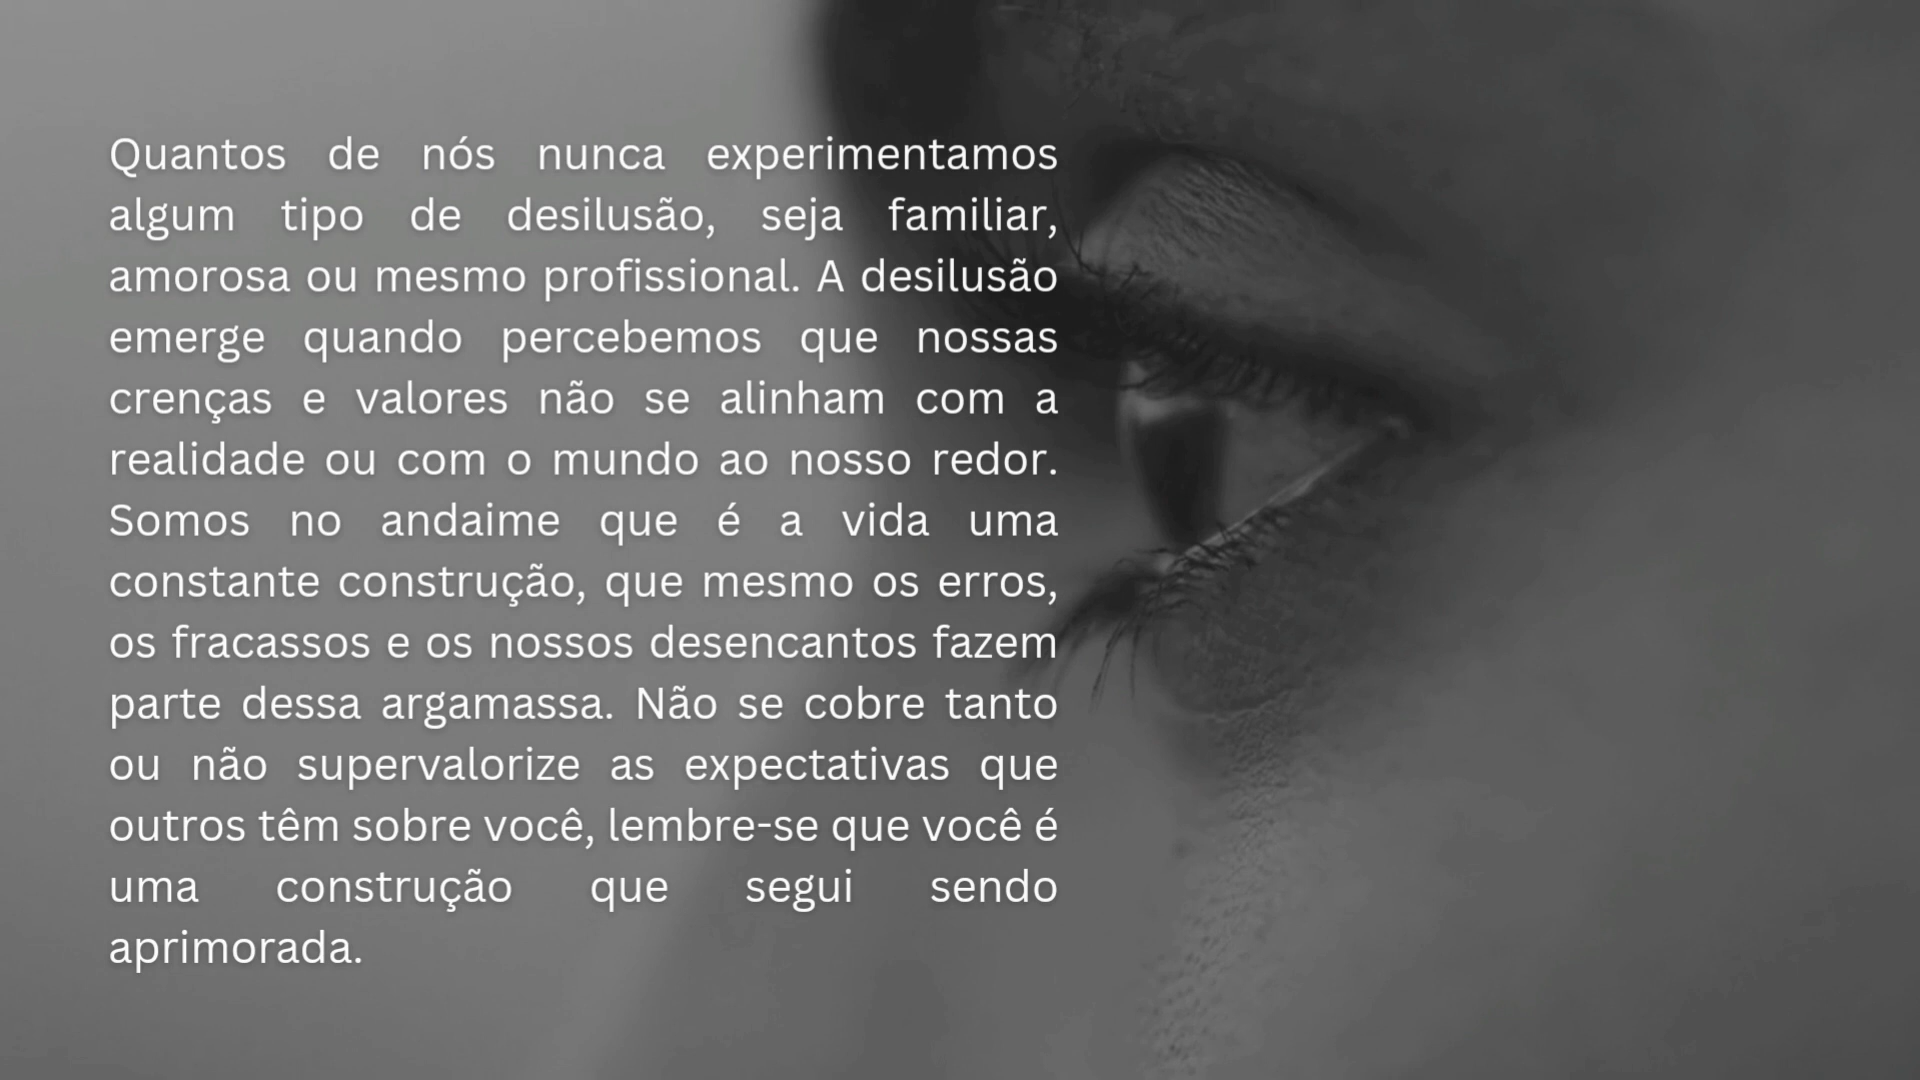 Quantos de nós nunca experimentamos
algum tipo de desilusão, seja familiar,
amorosa ou mesmo profissional. A desilusão
emerge quando percebemos que nossas
crenças e valores não se alinham com a
realidade ou com o mundo ao nosso redor.
Somos no andaime que é a vida uma
constante construção, que mesmo os erros,
os fracassos e os nossos desencantos fazem
parte dessa argamassa. Não se cobre tanto
ou não supervalorize as expectativas que
outros têm sobre você, lembre-se que você é
uma construção que segui sendo
aprimorada.